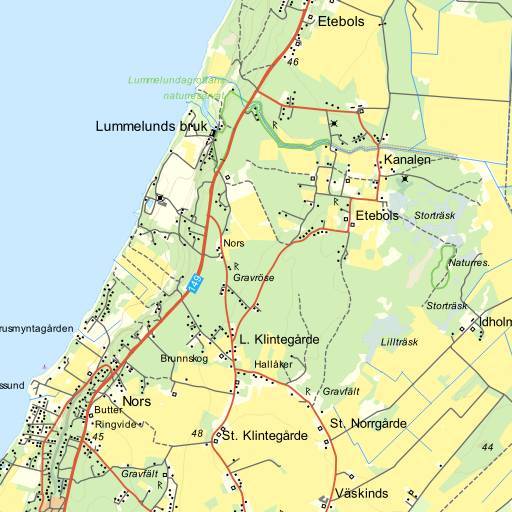 Etebols
46
Lummelundagrottans
naturreservat
Lummelunds bruk
Kanalen
R
Etebols
Storträsk
Nors
R
Gravröse
Naturres.
149
Storträsk
Idholm
rusmyntagården
L. Klintegårde
Lillträsk
Brunnskog
Hallåker
ssund
R
Gravfält
Nors
Butter
Ringvide
St. Norrgårde
45
48
St. Klintegårde
44
Gravfält
R
Väskinds